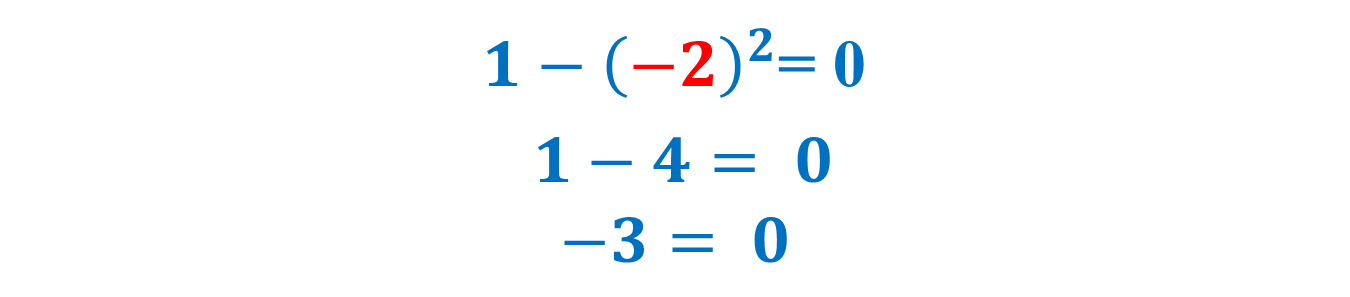 1 − (−2)²= 0
1 − 4 = 0
−3 = 0